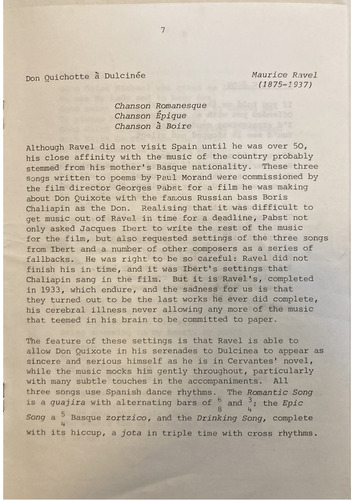 7
Don Quichotte à Dulcinée Maurice Ravel
(1875-1937)
Chanson Romanesque
Chanson Épique
Chanson à Boire
Although Ravel did not visit Spain until he was over 50,
his close affinity with the music of the country probably
stemmed from his mother's Basque nationality. These three
songs written to poems by Paul Morand were commissioned by
the film director Georges Pabst for a film he was making
about Don Quixote with the famous Russian bass Boris
Chaliapin as the Don. Realising that it was difficult to
get music out of Ravel in time for a deadline, Pabst not
only asked Jacques Ibert to write the rest of the music
for the film, but also requested settings of the three songs
from Ibert and a number of other composers as a series of
fallbacks. He was right to be so careful: Ravel did not
finish his in time, and it was Ibert's settings that
Chaliapin sang in the film. But it is Ravel's, completed
in 1933, which endure, and the sadness for us is that
they turned out to be the last works he ever did complete,
his cerebral illness never allowing any more of the music
that teemed in his brain to be committed to paper.
The feature of these settings is that Ravel is able to
allow Don Quixote in his serenades to Dulcinea to appear as
sincere and serious himself as he is in Cervantes' novel,
while the music mocks him gently throughout, particularly
with many subtle touches in the accompaniments. All
three songs use Spanish dance rhythms. The Romantic Song
is a guajira with alternating bars of 6/8 and 3/4; the Epic
Song a 5/4 Basque zortzico, and the Drinking Song, complete
with its hiccup, a jota in triple time with cross rhythms.